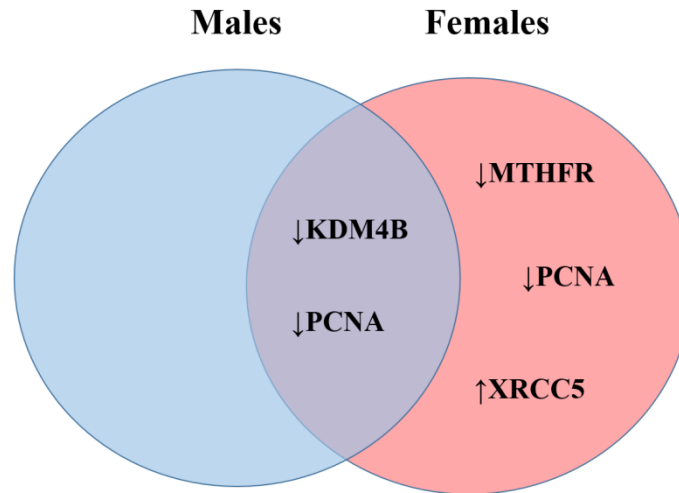 Males Females
↓MTHFR
↓KDM4B
↓PCNA
↓PCNA
↑XRCC5